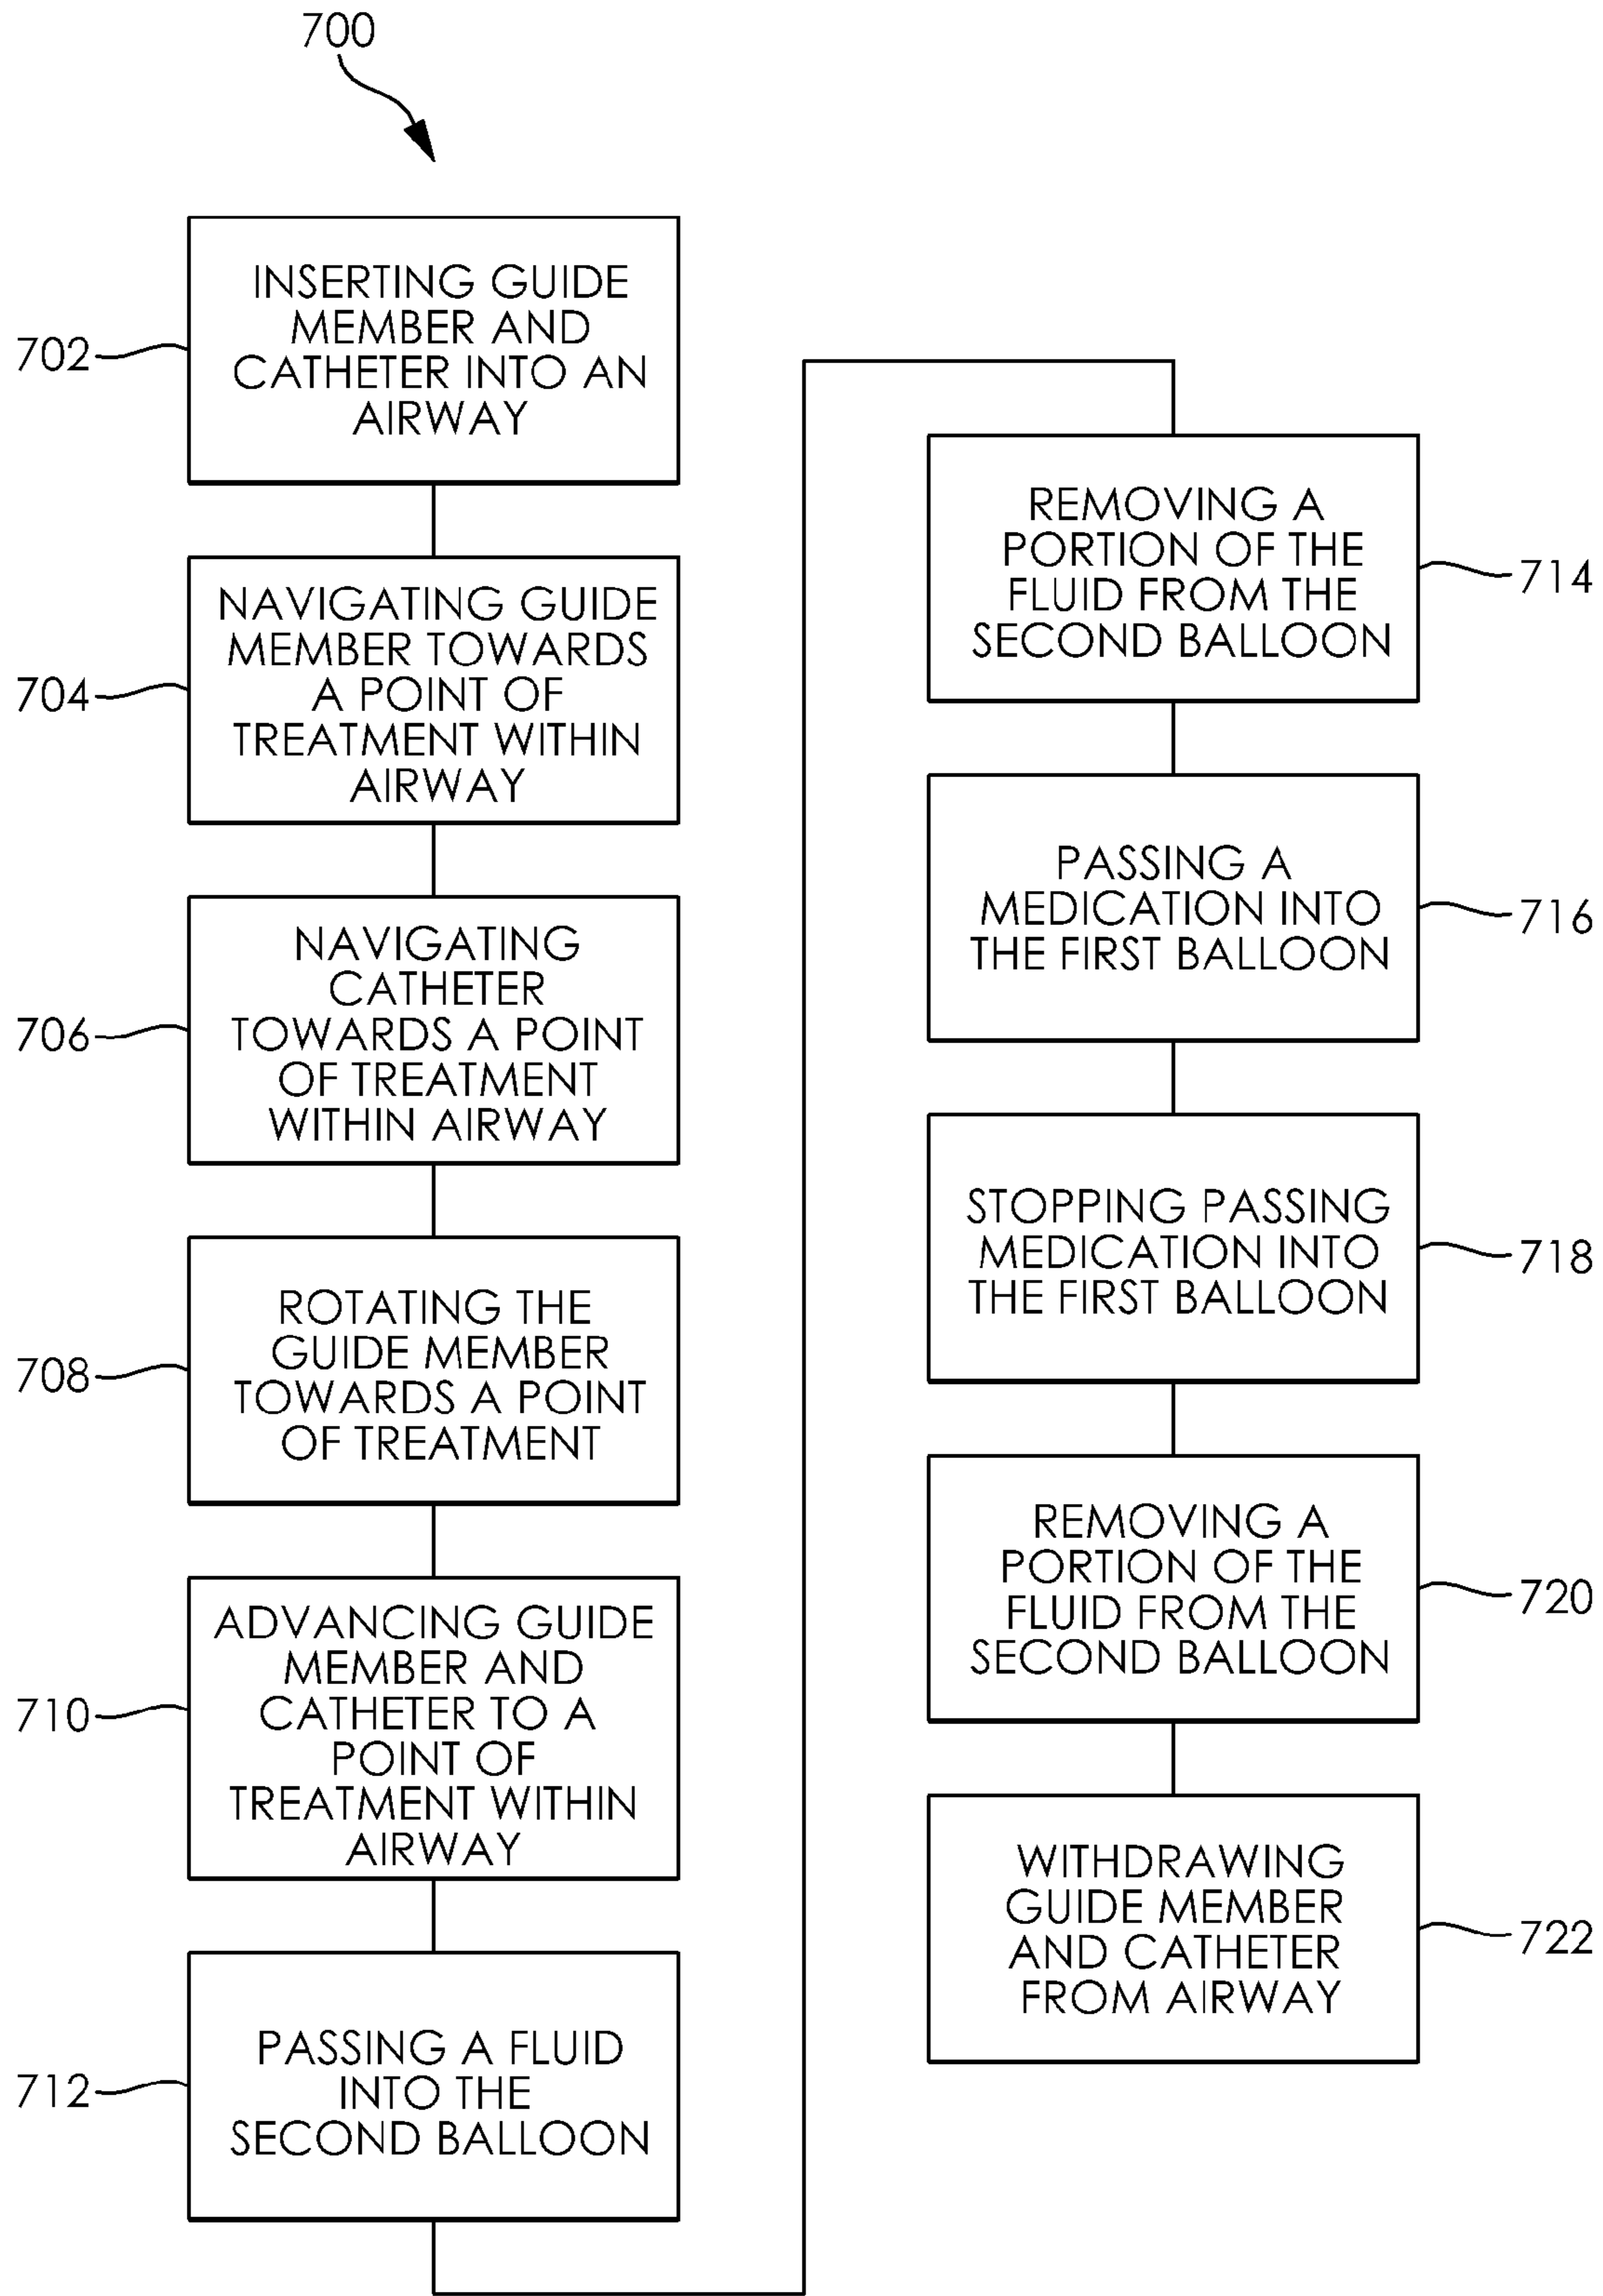 700
702
INSERTING GUIDE
MEMBER AND
CATHETER INTO AN
AIRWAY
704
NAVIGATING GUIDE
MEMBER TOWARDS
A POINT OF
TREATMENT WITHIN
AIRWAY
706
NAVIGATING
CATHETER
TOWARDS A POINT
OF TREATMENT
WITHIN AIRWAY
708
ROTATING THE
GUIDE MEMBER
TOWARDS A POINT
OF TREATMENT
710
ADVANCING GUIDE
MEMBER AND
CATHETER TO A
POINT OF
TREATMENT WITHIN
AIRWAY
712
PASSING A FLUID
INTO THE
SECOND BALLOON
REMOVING A
PORTION OF THE
FLUID FROM THE
SECOND BALLOON
714
PASSING A
MEDICATION INTO
THE FIRST BALLOON
716
STOPPING PASSING
MEDICATION INTO
THE FIRST BALLOON
718
REMOVING A
PORTION OF THE
FLUID FROM THE
SECOND BALLOON
720
WITHDRAWING
GUIDE MEMBER
AND CATHETER
FROM AIRWAY
722